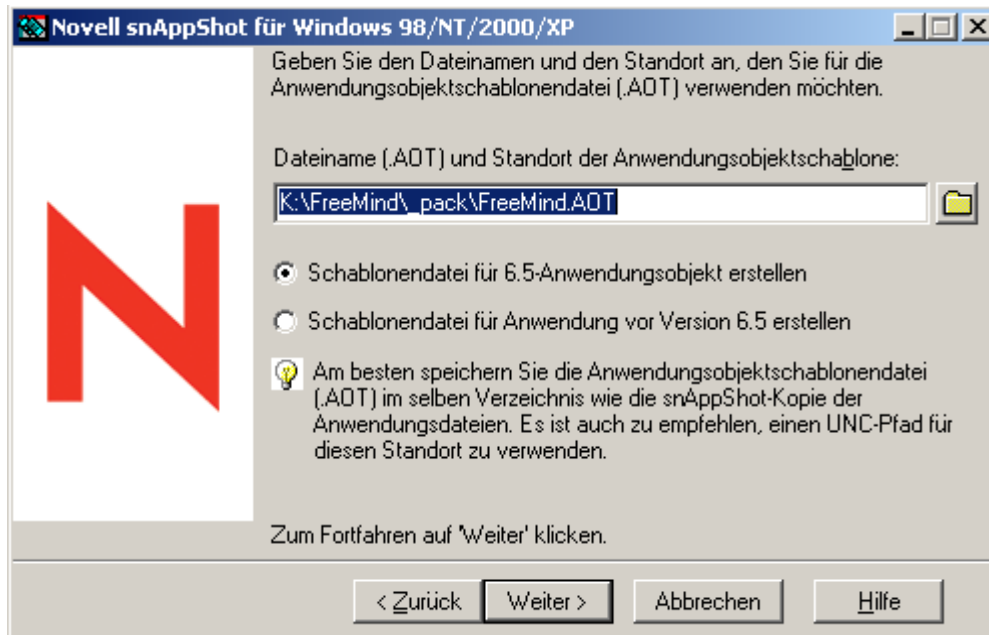 Novell snAppShot für Windows 98/NT/2000/XP
Geben Sie den Dateinamen und den Standort an, den Sie für die
Anwendungsobjektschablonendatei (.AOT) verwenden möchten.
Dateiname (.AOT) und Standort der Anwendungsobjektschablone:
K:\FreeMind\_pack\FreeMind.AOT
Schablonendatei für 6.5-Anwendungsobjekt erstellen
Schablonendatei für Anwendung vor Version 6.5 erstellen
Am besten speichern Sie die Anwendungsobjektschablonendatei
(.AOT) im selben Verzeichnis wie die snAppShot-Kopie der
Anwendungsdateien. Es ist auch zu empfehlen, einen UNC-Pfad für
diesen Standort zu verwenden.
Zum Fortfahren auf 'Weiter' klicken.
< Zurück Weiter > Abbrechen Hilfe